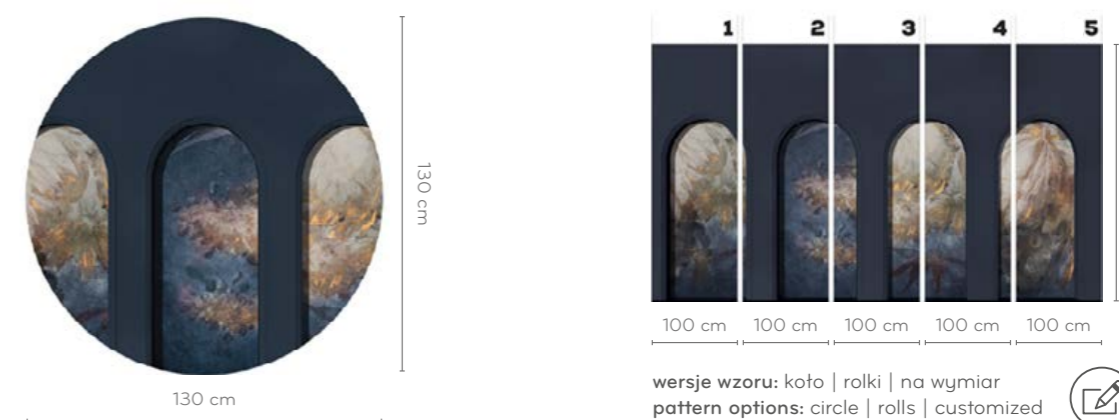 130 cm
130 cm
1 2 3 4 5
100 cm 100 cm 100 cm 100 cm 100 cm
wersje wzoru: koło | rolki | na wymiar
pattern options: circle | rolls | customized